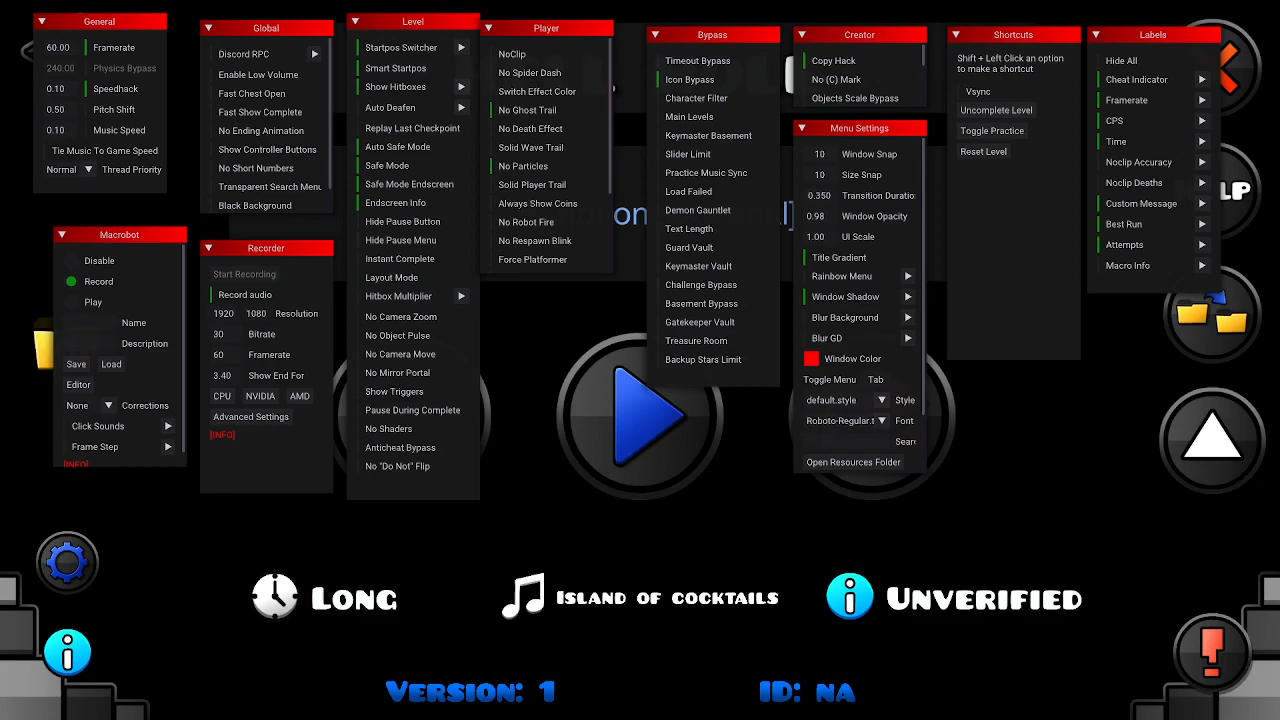 General
60.00 Framerate
240.00 Physics Bypass
0.10 Speedhack
0.50 Pitch Shift
0.10 Music Speed
Tie Music To Game Speed
Normal Thread Priority
Macrobot
Disable
Record
Play
Name
Description
Save Load
Editor
None Corrections
Click Sounds
Frame Step
[INFO]
Global
Discord RPC
Enable Low Volume
Fast Chest Open
Fast Show Complete
No Ending Animation
Show Controller Buttons
No Short Numbers
Transparent Search Menu
Black Background
Recorder
Start Recording
Record audio
1920 1080 Resolution
30 Bitrate
60 Framerate
3.40 Show End For
CPU NVIDIA AMD
Advanced Settings
[INFO]
Level
Startpos Switcher
Smart Startpos
Show Hitboxes
Auto Deafen
Replay Last Checkpoint
Auto Safe Mode
Safe Mode
Safe Mode Endscreen
Endscreen Info
Hide Pause Button
Hide Pause Menu
Instant Complete
Layout Mode
Hitbox Multiplier
No Camera Zoom
No Object Pulse
No Camera Move
No Mirror Portal
Show Triggers
Pause During Complete
No Shaders
Anticheat Bypass
No "Do Not" Flip
Player
NoClip
No Spider Dash
Switch Effect Color
No Ghost Trail
No Death Effect
Solid Wave Trail
No Particles
Solid Player Trail
Always Show Coins
No Robot Fire
No Respawn Blink
Force Platformer
Bypass
Timeout Bypass
Icon Bypass
Character Filter
Main Levels
Keymaster Basement
Slider Limit
Practice Music Sync
Load Failed
Demon Gauntlet
Text Length
Guard Vault
Keymaster Vault
Challenge Bypass
Basement Bypass
Gatekeeper Vault
Treasure Room
Backup Stars Limit
Creator
Copy Hack
No (C) Mark
Objects Scale Bypass
Menu Settings
10 Window Snap
10 Size Snap
0.350 Transition Duratio
0.98 Window Opacity
1.00 UI Scale
Title Gradient
Rainbow Menu
Window Shadow
Blur Background
Blur GD
Window Color
Toggle Menu Tab
default.style Style
Roboto-Regular.t Font
Sear
Open Resources Folder
Shortcuts
Shift + Left Click an option
to make a shortcut
Vsync
Uncomplete Level
Toggle Practice
Reset Level
Labels
Hide All
Cheat Indicator
Framerate
CPS
Time
Noclip Accuracy
Noclip Deaths
Custom Message
Best Run
Attempts
Macro Info
LP
on
Long
Island of cocktails
Unverified
Version: 1
ID: na